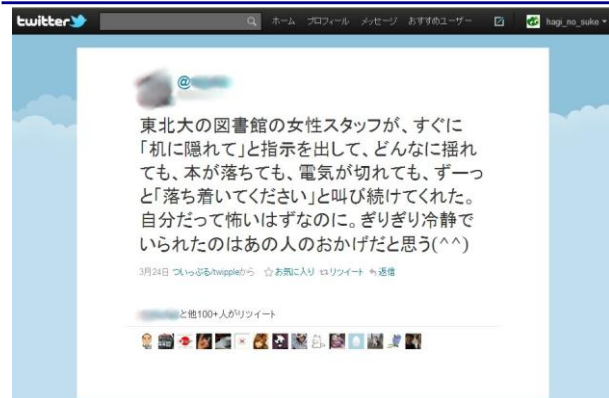 twitter
ホーム プロフィール メッセージ おすすめユーザー
hagi_no_suke
@
東北大の図書館の女性スタッフが、すぐに
「机に隠れて」と指示を出して、どんなに揺れ
ても、本が落ちても、電気が切れても、ずーっ
と「落ち着いてください」と叫び続けてくれた。
自分だって怖いはずなのに。ぎりぎり冷静で
いられたのはあの人のおかげだと思う(^^)
3月24日 ついっぷる/twippleから ☆お気に入り リツイート 返信
と他100+人がリツイート